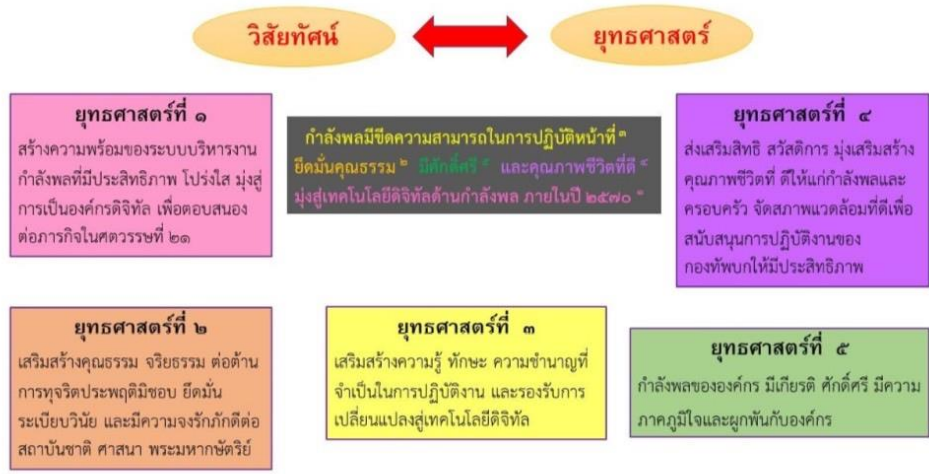 วิสัยทัศน์
ยุทธศาสตร์
ยุทธศาสตร์ที่ ๑
สร้างความพร้อมของระบบบริหารงาน
กำลังพลที่มีประสิทธิภาพ โปร่งใส มุ่งสู่
การเป็นองค์กรดิจิทัล เพื่อตอบสนอง
ต่อภารกิจในศตวรรษที่ ๒๑
กำลังพลมีขีดความสามารถในการปฏิบัติหน้าที่ ๓
ยึดมั่นคุณธรรม ๒ มีศักดิ์ศรี ๕ และคุณภาพชีวิตที่ดี ๔
มุ่งสู่เทคโนโลยีดิจิทัลด้านกำลังพล ภายในปี ๒๕๗๐ ๑
ยุทธศาสตร์ที่ ๔
ส่งเสริมสิทธิ สวัสดิการ มุ่งเสริมสร้าง
คุณภาพชีวิตที่ ดีให้แก่กำลังพลและ
ครอบครัว จัดสภาพแวดล้อมที่ดีเพื่อ
สนับสนุนการปฏิบัติงานของ
กองทัพบกให้มีประสิทธิภาพ
ยุทธศาสตร์ที่ ๒
เสริมสร้างคุณธรรม จริยธรรม ต่อต้าน
การทุจริตประพฤติมิชอบ ยึดมั่น
ระเบียบวินัย และมีความจงรักภักดีต่อ
สถาบันชาติ ศาสนา พระมหากษัตริย์
ยุทธศาสตร์ที่ ๓
เสริมสร้างความรู้ ทักษะ ความชำนาญที่
จำเป็นในการปฏิบัติงาน และรองรับการ
เปลี่ยนแปลงสู่เทคโนโลยีดิจิทัล
ยุทธศาสตร์ที่ ๕
กำลังพลขององค์กร มีเกียรติ ศักดิ์ศรี มีความ
ภาคภูมิใจและผูกพันกับองค์กร